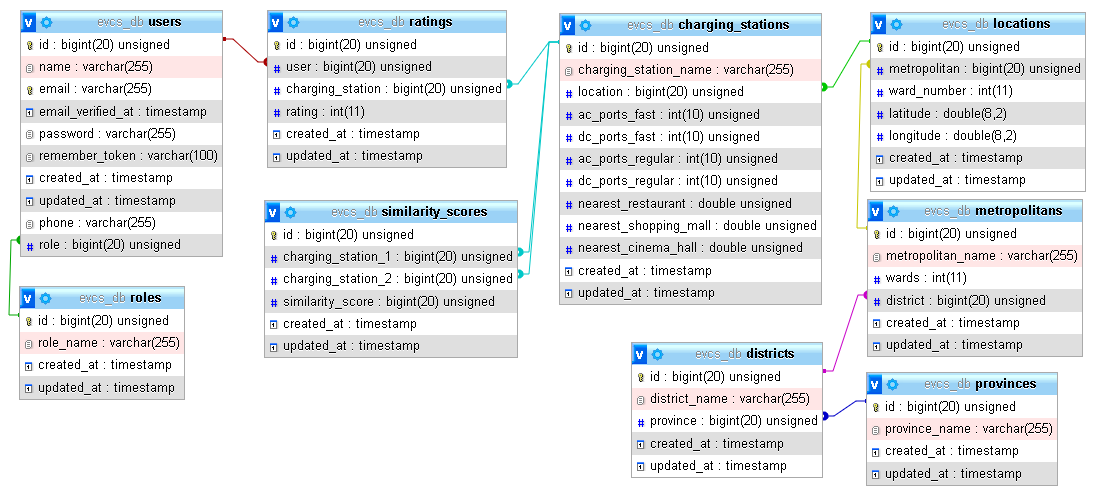 evcs_db users
id : bigint(20) unsigned
name : varchar(255)
email : varchar(255)
email_verified_at : timestamp
password : varchar(255)
remember_token : varchar(100)
created_at : timestamp
updated_at : timestamp
phone : varchar(255)
role : bigint(20) unsigned
evcs_db roles
id : bigint(20) unsigned
role_name : varchar(255)
created_at : timestamp
updated_at : timestamp
evcs_db ratings
id : bigint(20) unsigned
user : bigint(20) unsigned
charging_station : bigint(20) unsigned
rating : int(11)
created_at : timestamp
updated_at : timestamp
evcs_db similarity_scores
id : bigint(20) unsigned
charging_station_1 : bigint(20) unsigned
charging_station_2 : bigint(20) unsigned
similarity_score : bigint(20) unsigned
created_at : timestamp
updated_at : timestamp
evcs_db charging_stations
id : bigint(20) unsigned
charging_station_name : varchar(255)
location : bigint(20) unsigned
ac_ports_fast : int(10) unsigned
dc_ports_fast : int(10) unsigned
ac_ports_regular : int(10) unsigned
dc_ports_regular : int(10) unsigned
nearest_restaurant : double unsigned
nearest_shopping_mall : double unsigned
nearest_cinema_hall : double unsigned
created_at : timestamp
updated_at : timestamp
evcs_db districts
id : bigint(20) unsigned
district_name : varchar(255)
province : bigint(20) unsigned
created_at : timestamp
updated_at : timestamp
evcs_db locations
id : bigint(20) unsigned
metropolitan : bigint(20) unsigned
ward_number : int(11)
latitude : double(8,2)
longitude : double(8,2)
created_at : timestamp
updated_at : timestamp
evcs_db metropolitans
id : bigint(20) unsigned
metropolitan_name : varchar(255)
wards : int(11)
district : bigint(20) unsigned
created_at : timestamp
updated_at : timestamp
evcs_db provinces
id : bigint(20) unsigned
province_name : varchar(255)
created_at : timestamp
updated_at : timestamp